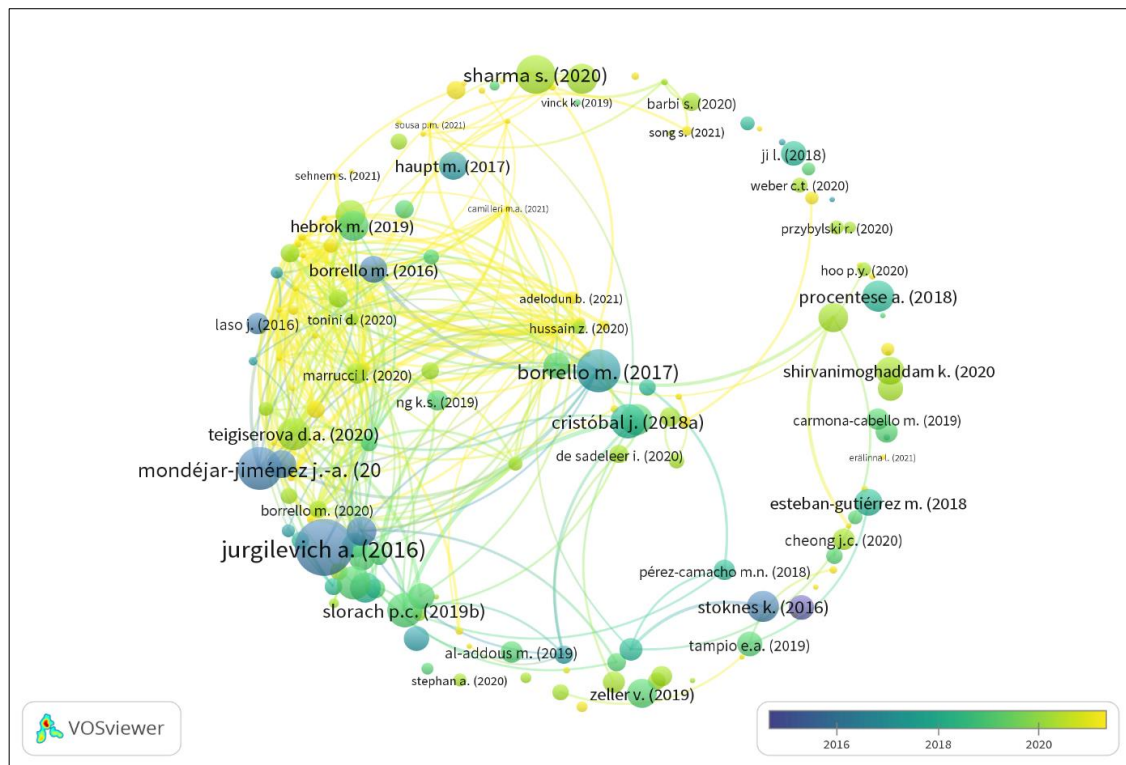 sharma s. (2020)
vinck k. (2019)
barbi s. (2020)
sousa p.m. (2021)
song s. (2021)
haupt m. (2017)
ji l. (2018)
sehnem s. (2021)
weber c.t. (2020)
camilleri m.a. (2021)
hebrok m. (2019)
przybylski r. (2020)
borrello m. (2016)
hoo p.y. (2020)
adelodun b. (2021)
procentese a. (2018)
laso j. (2016)
tonini d. (2020)
hussain z. (2020)
borrello m. (2017)
marrucci l. (2020)
shirvanimoghaddam k. (2020
ng k.s. (2019)
cristóbal j. (2018a)
carmona-cabello m. (2019)
teigiserova d.a. (2020)
de sadeleer i. (2020)
erälinna l. (2021)
mondéjar-jiménez j.-a. (20
borrello m. (2020)
esteban-gutiérrez m. (2018
cheong j.c. (2020)
jurgilevich a. (2016)
pérez-camacho m.n. (2018)
slorach p.c. (2019b)
stoknes k. (2016)
tampio e.a. (2019)
al-addous m. (2019)
stephan a. (2020)
zeller v. (2019)
VOSviewer
2016
2018
2020